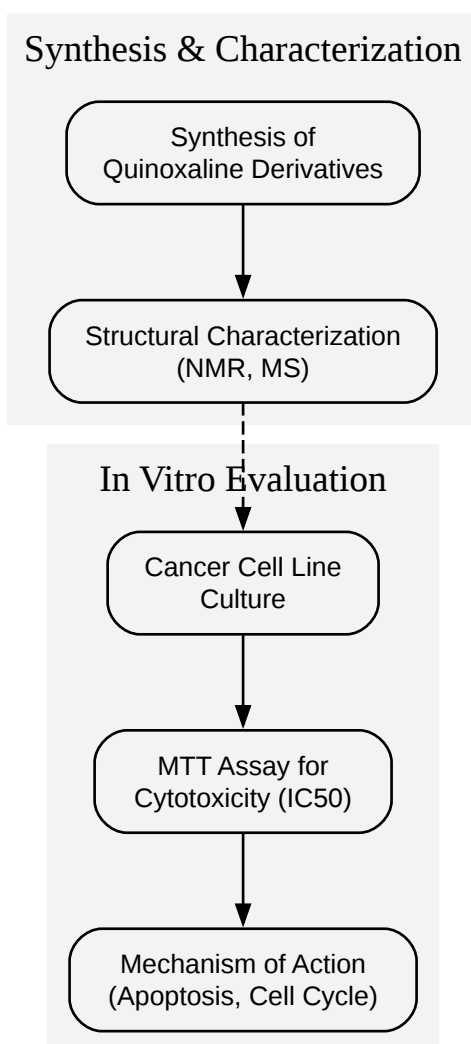 Synthesis & Characterization
Synthesis of
Quinoxaline Derivatives
Structural Characterization
(NMR, MS)
In Vitro Evaluation
Cancer Cell Line
Culture
MTT Assay for
Cytotoxicity (IC50)
Mechanism of Action
(Apoptosis, Cell Cycle)